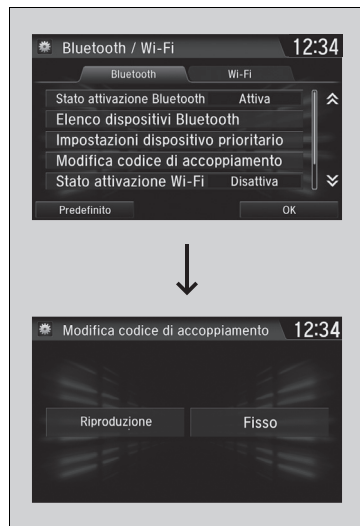 Bluetooth / Wi-Fi 12:34
Bluetooth Wi-Fi
Stato attivazione Bluetooth Attiva
Elenco dispositivi Bluetooth
Impostazioni dispositivo prioritario
Modifica codice di accoppiamento
Stato attivazione Wi-Fi Disattiva
Predefinito OK
Modifica codice di accoppiamento 12:34
Riproduzione Fisso